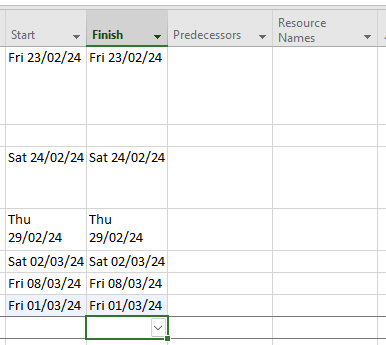 Start Finish Predecessors Resource
Names
Fri 23/02/24 Fri 23/02/24
Sat 24/02/24 Sat 24/02/24
Thu Thu
29/02/24 29/02/24
Sat 02/03/24 Sat 02/03/24
Fri 08/03/24 Fri 08/03/24
Fri 01/03/24 Fri 01/03/24